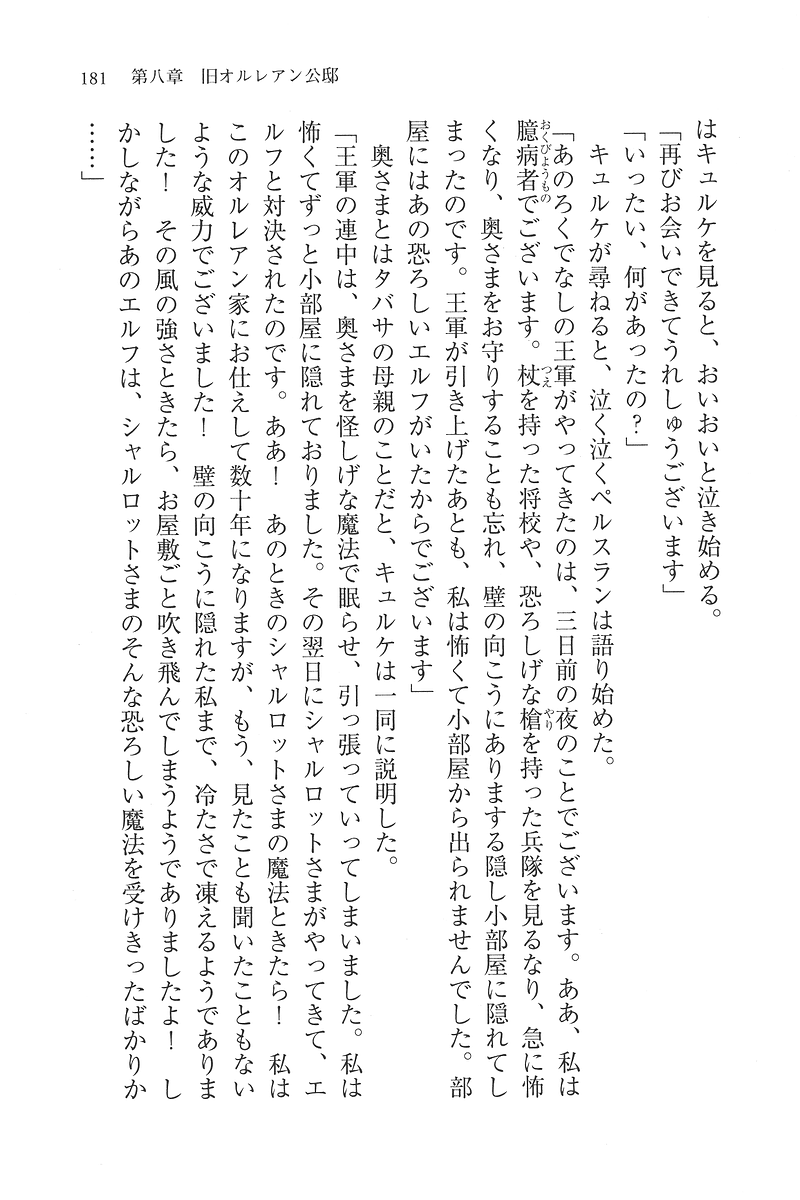 181　第八章　旧オルレアン公邸
はキュルケを見ると、おいおいと泣き始める。
「再びお会いできてうれしゅうございます」
「いったい、何があったの？」
　キュルケが尋ねると、泣く泣くペルスランは語り始めた。
「あのろくでなしの王軍がやってきたのは、三日前の夜のことでございます。ああ、私は
臆病者でございます。杖を持った将校や、恐ろしげな槍を持った兵隊を見るなり、急に怖
くなり、奥さまをお守りすることも忘れ、壁の向こうにありまする隠し小部屋に隠れてし
まったのです。王軍が引き上げたあとも、私は怖くて小部屋から出られませんでした。部
屋にはあの恐ろしいエルフがいたからでございます」
　奥さまとはタバサの母親のことだと、キュルケは一同に説明した。
「王軍の連中は、奥さまを怪しげな魔法で眠らせ、引っ張っていってしまいました。私は
怖くてずっと小部屋に隠れておりました。その翌日にシャルロットさまがやってきて、エ
ルフと対決されたのです。ああ！　あのときのシャルロットさまの魔法ときたら！　私は
このオルレアン家にお仕えして数十年になりますが、もう、見たことも聞いたこともない
ような威力でございました！　壁の向こうに隠れた私まで、冷たさで凍えるようでありま
した！　その風の強さときたら、お屋敷ごと吹き飛んでしまうようでありましたよ！　し
かしながらあのエルフは、シャルロットさまのそんな恐ろしい魔法を受けきったばかりか
……」
おくびょうもの
つえ
やり